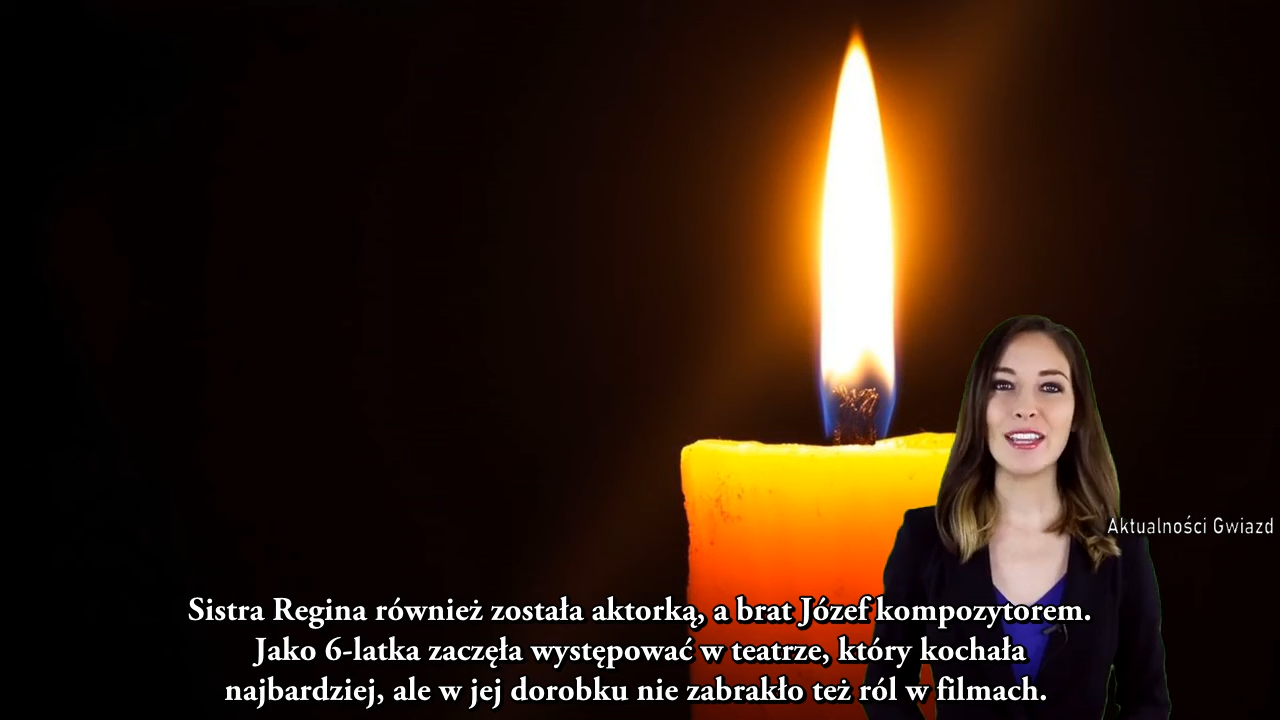 Aktualności Gwiazd
Sistra Regina również została aktorką, a brat Józef kompozytorem.
Jako 6-latka zaczęła występować w teatrze, który kochała
najbardziej, ale w jej dorobku nie zabrakło też ról w filmach.